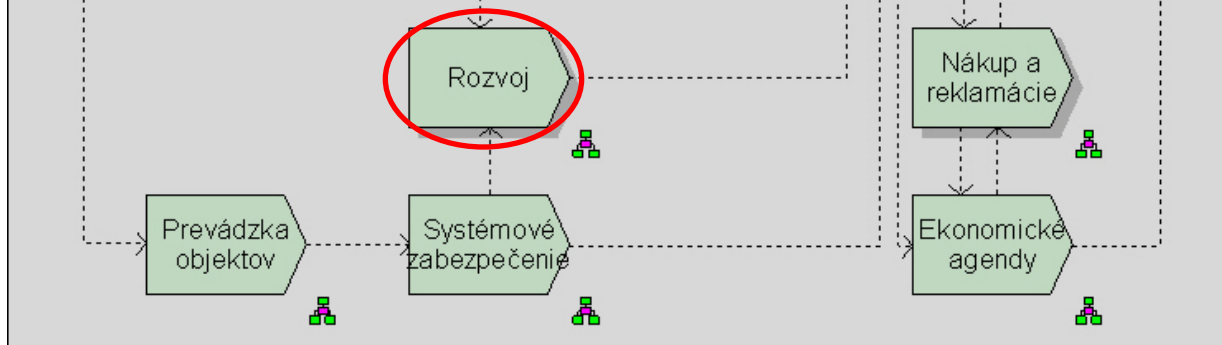 Rozvoj
Nákup a
reklamácie
Prevádzka
objektov
Systémové
zabezpečenie
Ekonomické
agendy